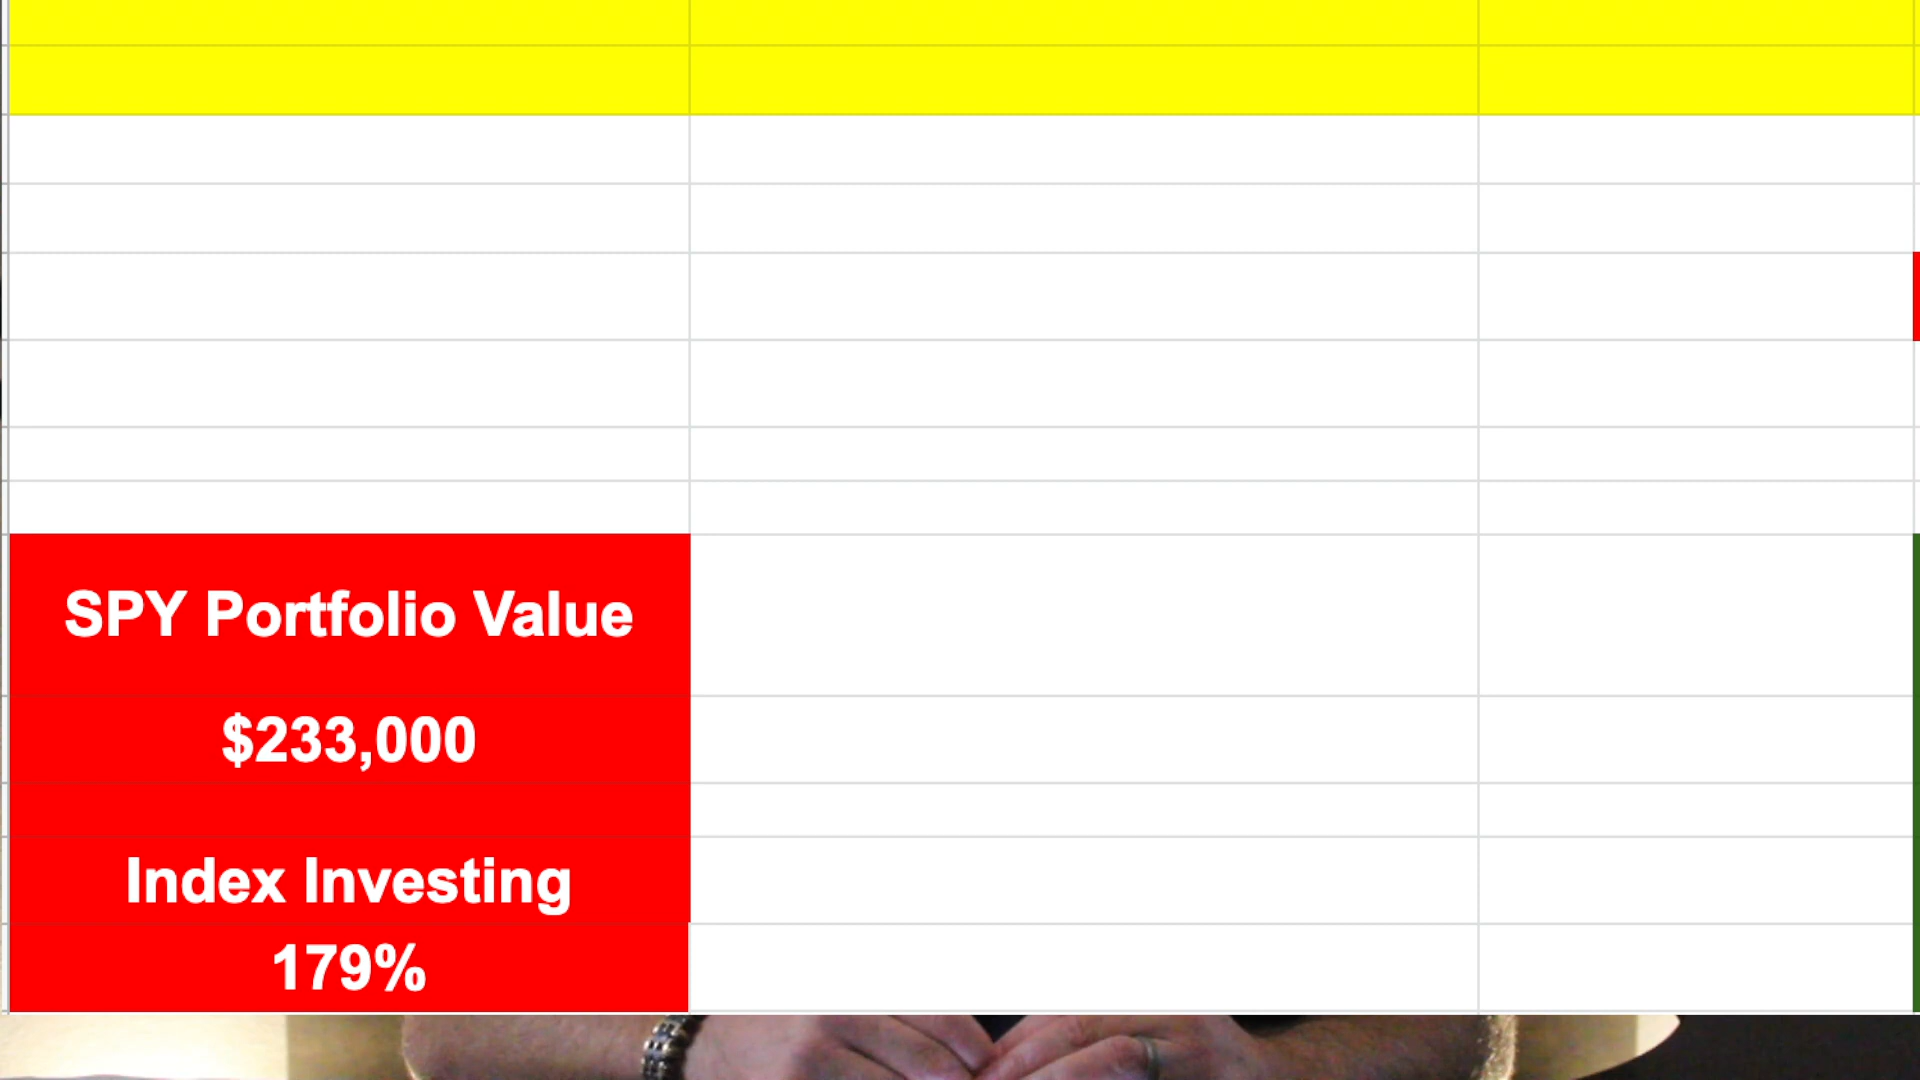 SPY Portfolio Value
$233,000
Index Investing
179%